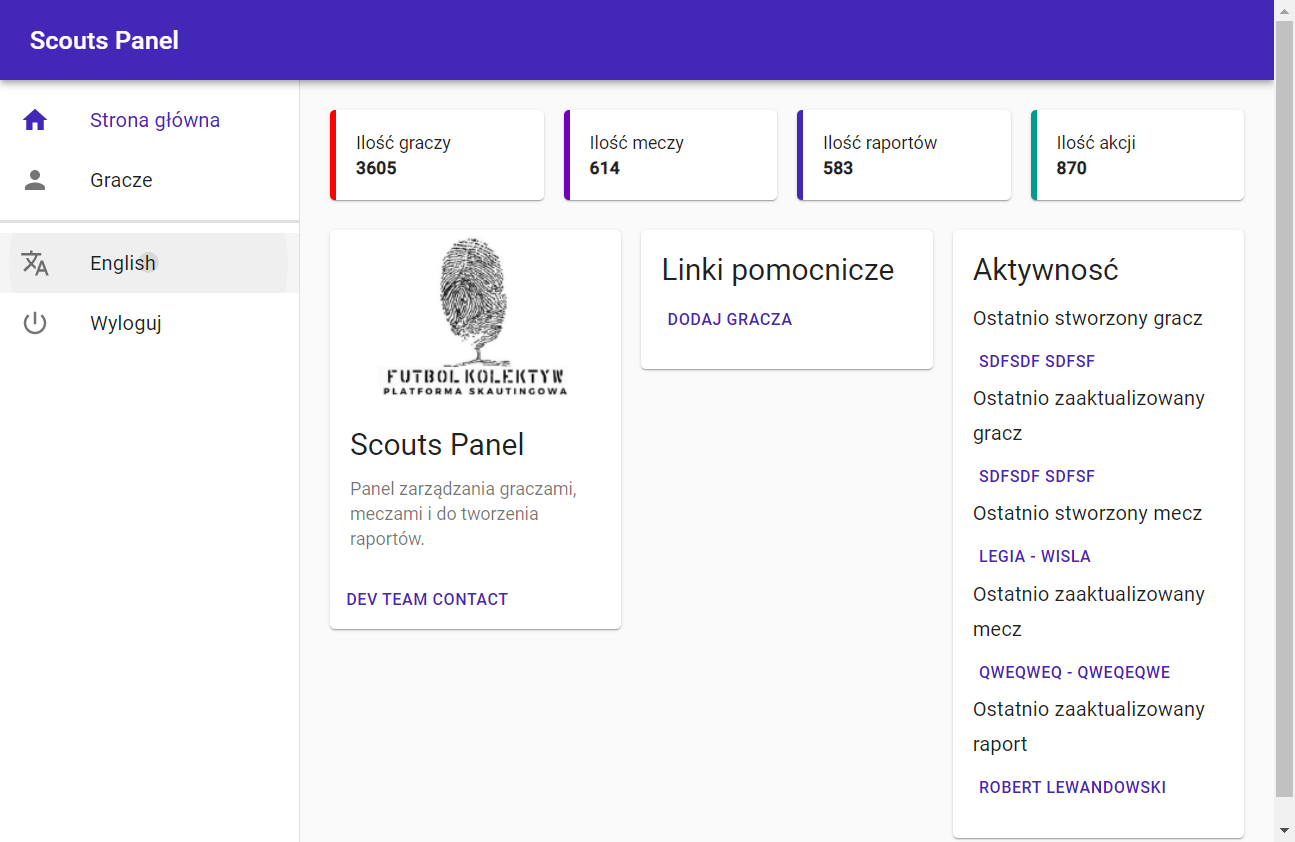 Scouts Panel
Strona główna
Gracze
English
Wyloguj
Ilość graczy
3605
Ilość meczy
614
Ilość raportów
583
Ilość akcji
870
FUTBOL KOLEKTYW
PLATFORMA SKAUTINGOWA
Scouts Panel
Panel zarządzania graczami,
meczami i do tworzenia
raportów.
DEV TEAM CONTACT
Linki pomocnicze
DODAJ GRACZA
Aktywność
Ostatnio stworzony gracz
SDFSDF SDFSF
Ostatnio zaaktualizowany
gracz
SDFSDF SDFSF
Ostatnio stworzony mecz
LEGIA - WISLA
Ostatnio zaaktualizowany
mecz
QWEQWEQ - QWEQEQWE
Ostatnio zaaktualizowany
raport
ROBERT LEWANDOWSKI